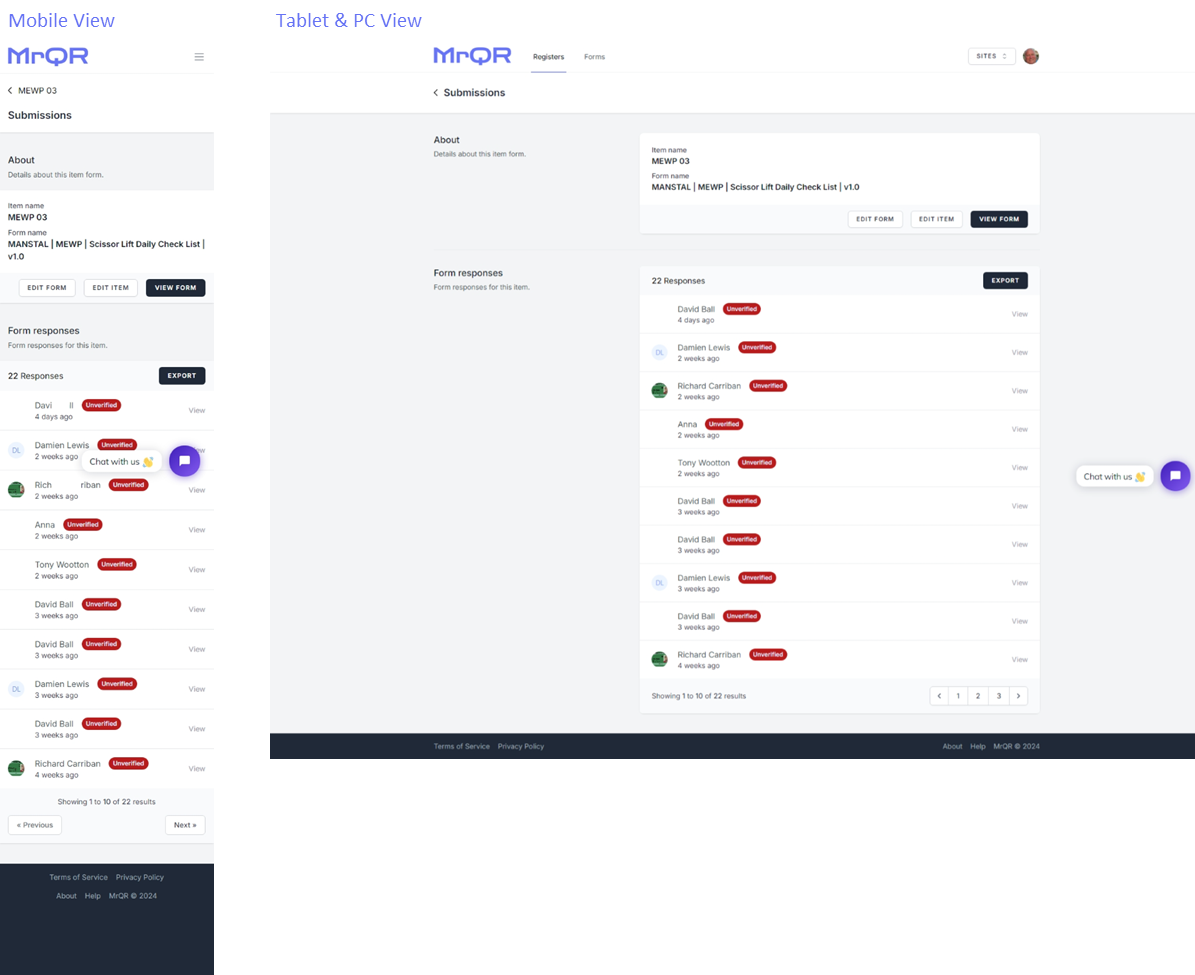 Mobile View
MrQR
MEWP 03
Submissions
About
Details about this item form.
Item name
MEWP 03
Form name
MANSTAL | MEWP | Scissor Lift Daily Check List |
v1.0
EDIT FORM EDIT ITEM VIEW FORM
Form responses
Form responses for this item.
22 Responses EXPORT
Davi ll Unverified
4 days ago View
DL Damien Lewis Unverified
2 weeks ago Chat with us 👋 ew
Rich riban Unverified
2 weeks ago View
Anna Unverified
2 weeks ago View
Tony Wootton Unverified
2 weeks ago View
David Ball Unverified
3 weeks ago View
David Ball Unverified
3 weeks ago View
DL Damien Lewis Unverified
3 weeks ago View
David Ball Unverified
3 weeks ago View
Richard Carriban Unverified
4 weeks ago View
Showing 1 to 10 of 22 results
« Previous Next »
Terms of Service Privacy Policy
About Help MrQR © 2024
Tablet & PC View
MrQR Registers Forms SITES
Submissions
About
Details about this item form.
Item name
MEWP 03
Form name
MANSTAL | MEWP | Scissor Lift Daily Check List | v1.0
EDIT FORM EDIT ITEM VIEW FORM
Form responses
Form responses for this item.
22 Responses EXPORT
David Ball Unverified
4 days ago View
DL Damien Lewis Unverified
2 weeks ago View
Richard Carriban Unverified
2 weeks ago View
Anna Unverified
2 weeks ago View
Tony Wootton Unverified
2 weeks ago View
David Ball Unverified
3 weeks ago View
David Ball Unverified
3 weeks ago View
DL Damien Lewis Unverified
3 weeks ago View
David Ball Unverified
3 weeks ago View
Richard Carriban Unverified
4 weeks ago View
Showing 1 to 10 of 22 results ‹ 1 2 3 ›
Chat with us 👋
Terms of Service Privacy Policy About Help MrQR © 2024